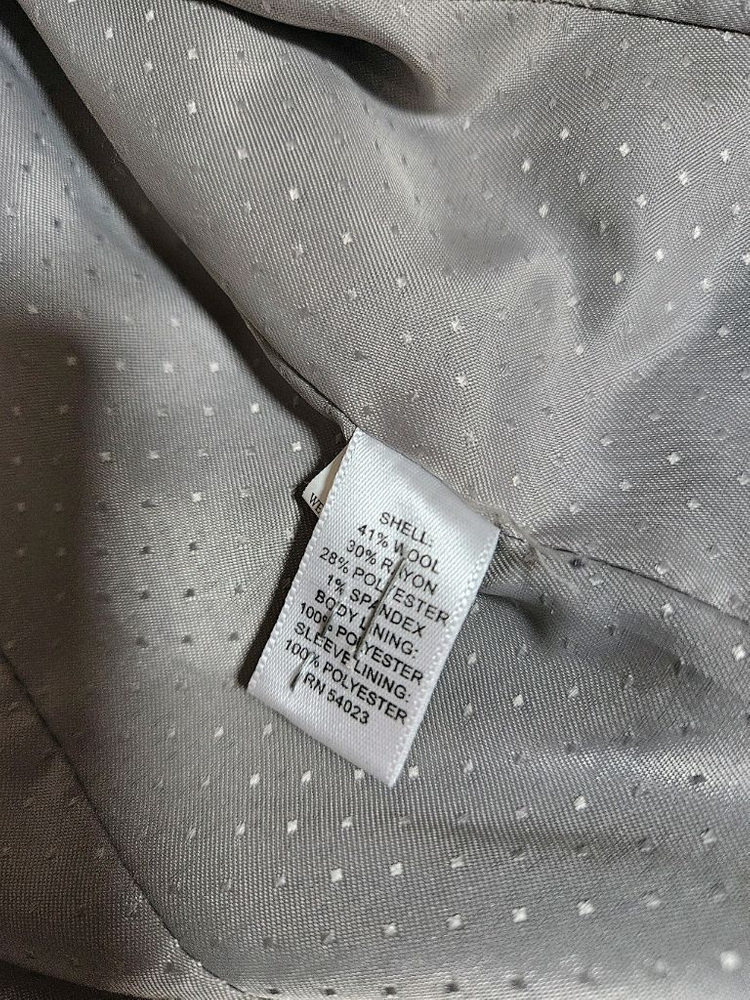 WE
SHELL:
41% WOOL
30% RAYON
28% POLYESTER
1% SPANDEX
BODY LINING:
100% POLYESTER
SLEEVE LINING:
100% POLYESTER
RN 54023